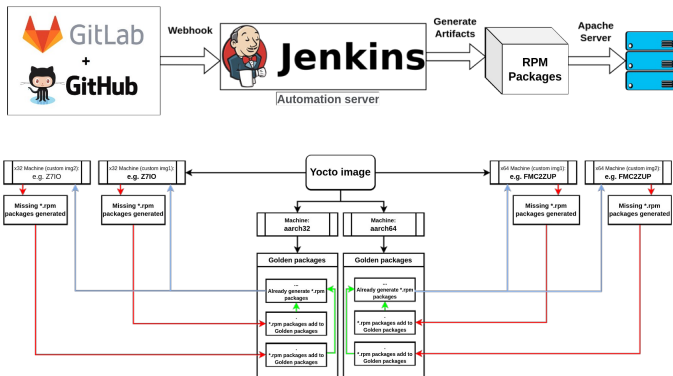 GitLab
+
GitHub
Webhook
Jenkins
Automation server
Generate
Artifacts
RPM
Packages
Apache
Server
x32 Machine (custom img2):
e.g. Z7IO
x32 Machine (custom img1):
e.g. Z7IO
Yocto image
x64 Machine (custom img1):
e.g. FMC2ZUP
x64 Machine (custom img2):
e.g. FMC2ZUP
Missing *.rpm
packages generated
Missing *.rpm
packages generated
Missing *.rpm
packages generated
Missing *.rpm
packages generated
Machine:
aarch32
Machine:
aarch64
Golden packages
Golden packages
...
Already generate *.rpm
packages
...
Already generate *.rpm
packages
.
*.rpm packages add to
Golden packages
.
*.rpm packages add to
Golden packages
.
*.rpm packages add to
Golden packages
.
*.rpm packages add to
Golden packages